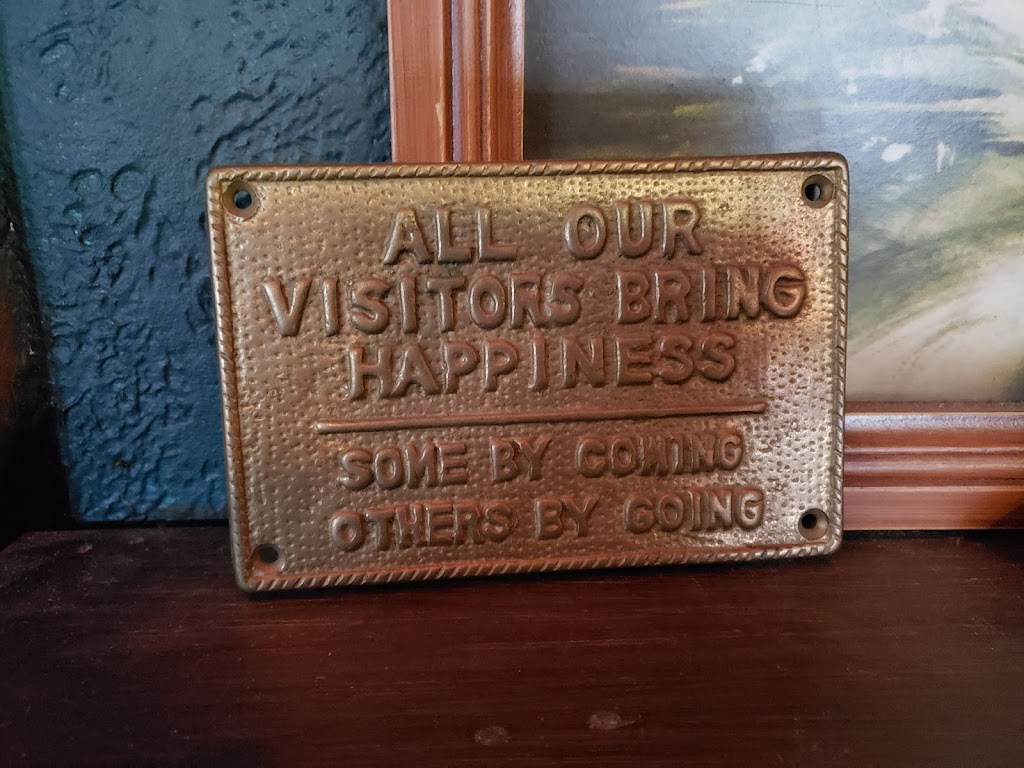 ALL OUR
VISITORS BRING
HAPPINESS
SOME BY COMING
OTHERS BY GOING